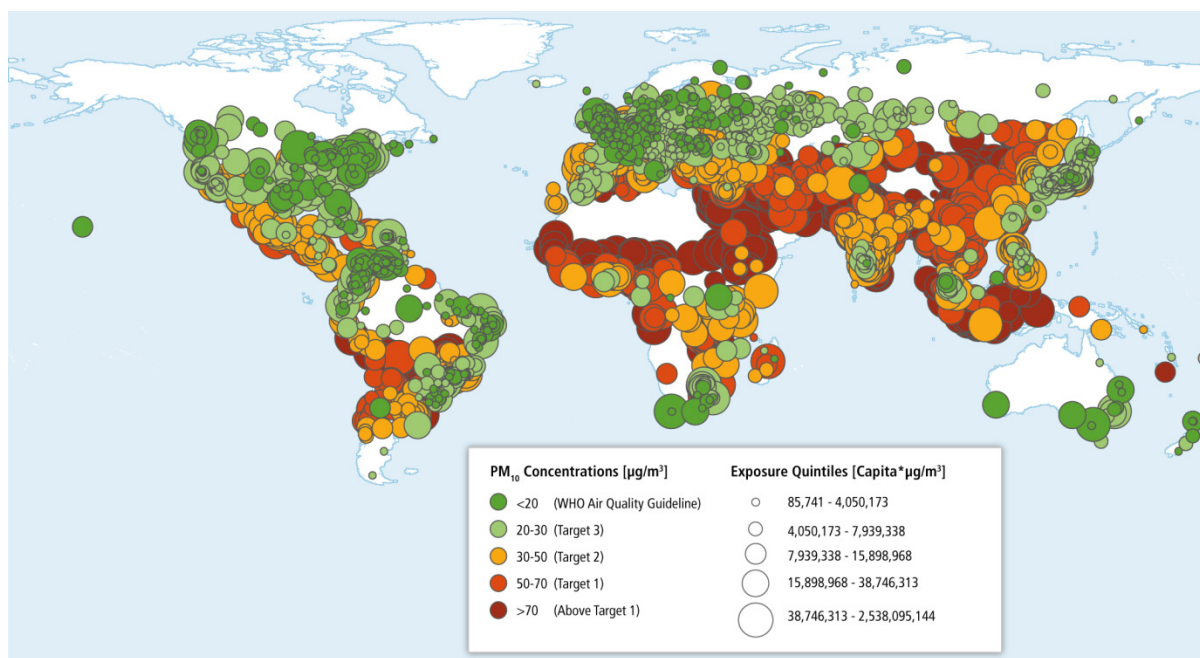 PM₁₀ Concentrations [µg/m³]
<20 (WHO Air Quality Guideline)
20-30 (Target 3)
30-50 (Target 2)
50-70 (Target 1)
>70 (Above Target 1)
Exposure Quintiles [Capita*µg/m³]
85,741 - 4,050,173
4,050,173 - 7,939,338
7,939,338 - 15,898,968
15,898,968 - 38,746,313
38,746,313 - 2,538,095,144